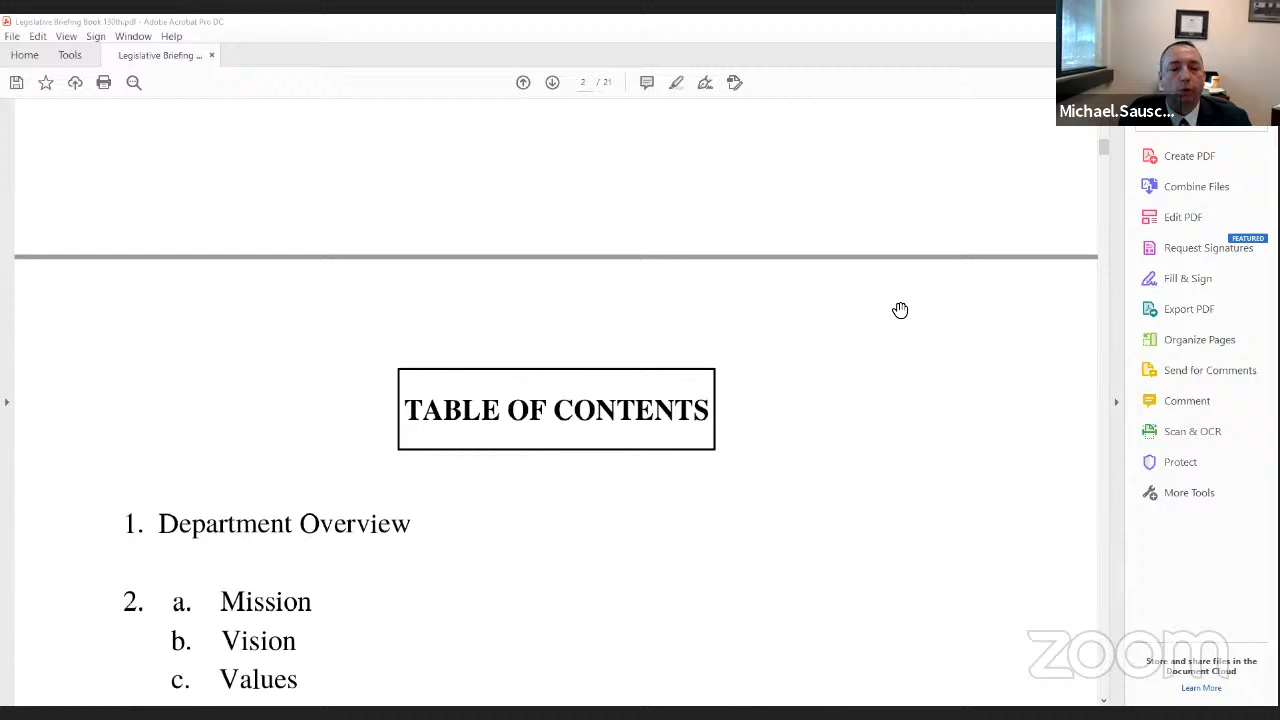 Legislative Briefing Book 130th.pdf - Adobe Acrobat Pro DC
File Edit View Sign Window Help
Home Tools Legislative Briefing ... ×
2 / 21
Michael.Sausc...
Create PDF
Combine Files
Edit PDF
FEATURED
Request Signatures
Fill & Sign
Export PDF
Organize Pages
Send for Comments
Comment
Scan & OCR
Protect
More Tools
Store and share files in the
Document Cloud
Learn More
TABLE OF CONTENTS
1. Department Overview
2. a. Mission
b. Vision
c. Values
zoom